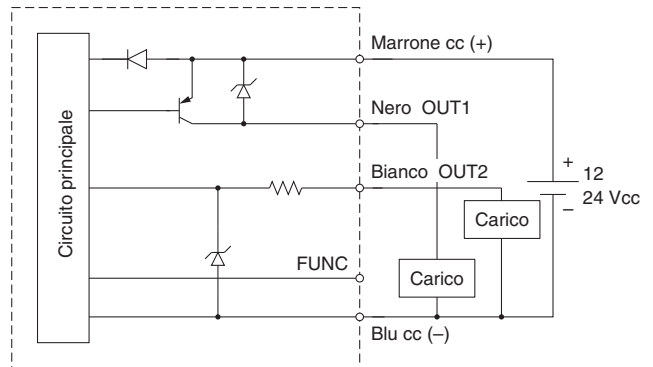 Circuito principale
Marrone cc (+)
Nero OUT1
Bianco OUT2
FUNC
Blu cc (–)
Carico
Carico
+
12
24 Vcc
–